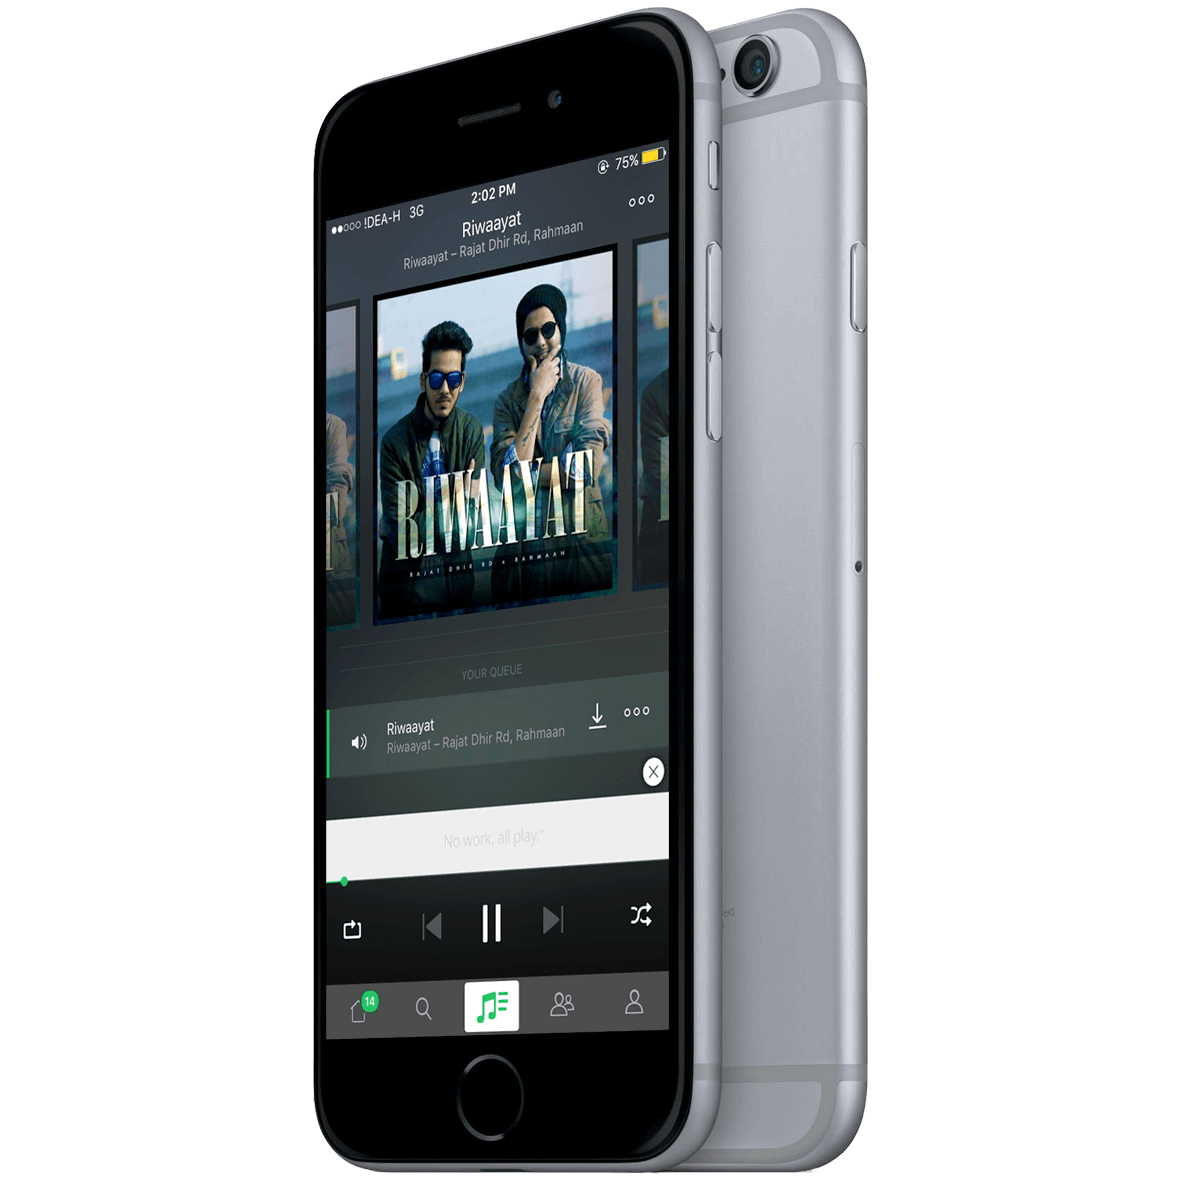 !DEA-H 3G 2:02 PM 75%
Riwaayat
Riwaayat – Rajat Dhir Rd, Rahmaan
RIWAAYAT
RAJAT DHIR RD x RAHMAAN
YOUR QUEUE
Riwaayat
Riwaayat – Rajat Dhir Rd, Rahmaan
No work, all play."
14